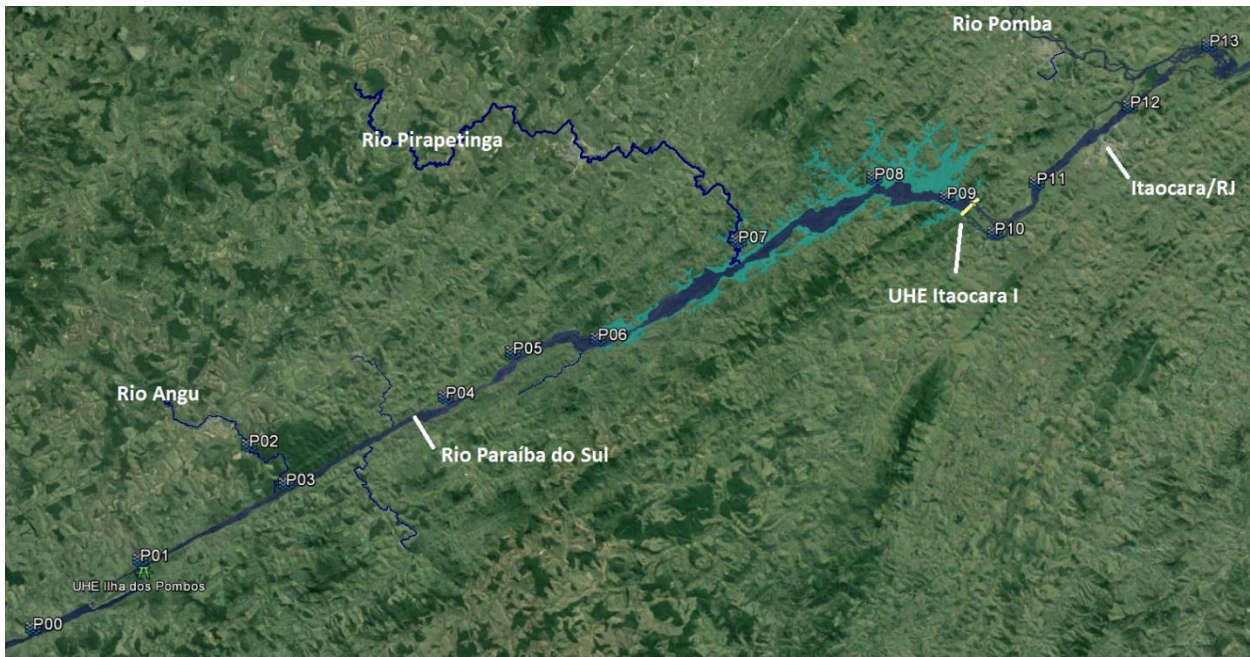 Rio Pomba
P13
P12
Rio Pirapetinga
P08
P11
Itaocara/RJ
P09
P10
P07
UHE Itaocara I
P06
P05
P04
Rio Angu
P02
Rio Paraíba do Sul
P03
P01
UHE Ilha dos Pombos
P00